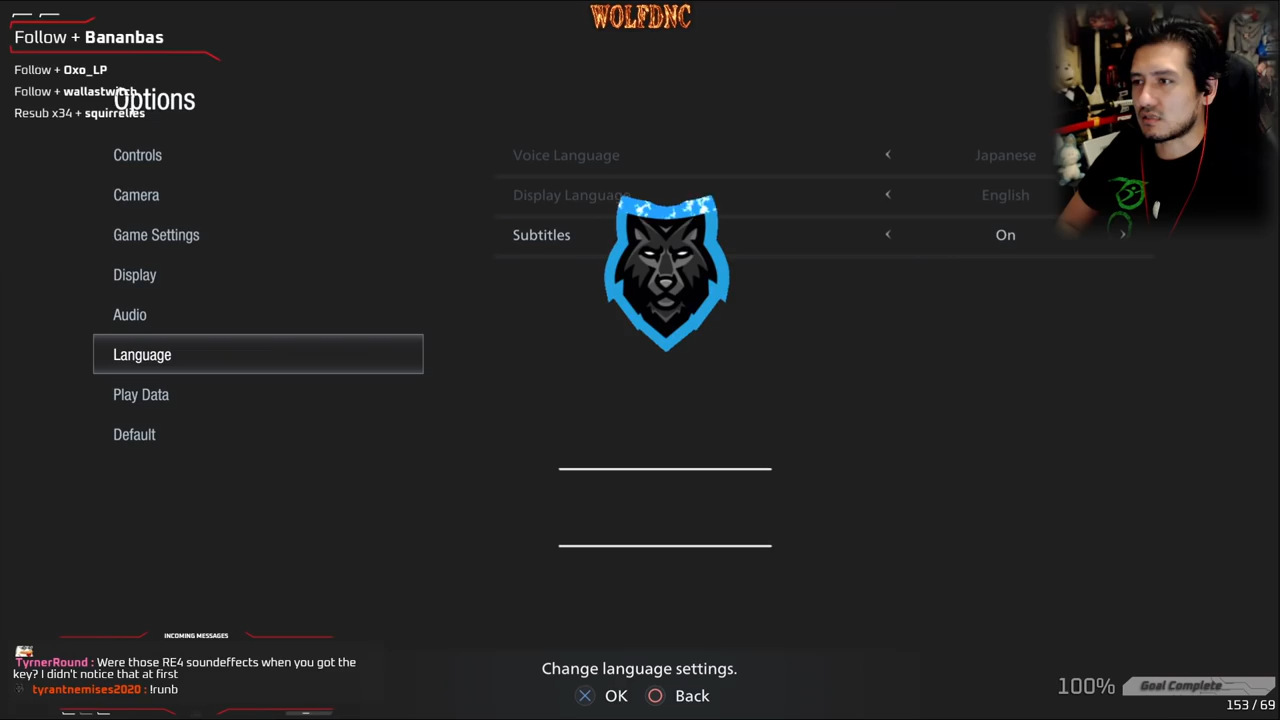 WOLFDNC
Follow + Bananbas
Follow + Oxo_LP
Follow + wallastwitch
Resub x34 + squirrelies
Options
Controls
Camera
Game Settings
Display
Audio
Language
Play Data
Default
Voice Language Japanese
Display Language English
Subtitles On
INCOMING MESSAGES
TyrnerRound : Were those RE4 soundeffects when you got the
key? I didn't notice that at first
tyrantnemises2020 : !runb
Change language settings.
OK Back
100% Goal Complete
153 / 69